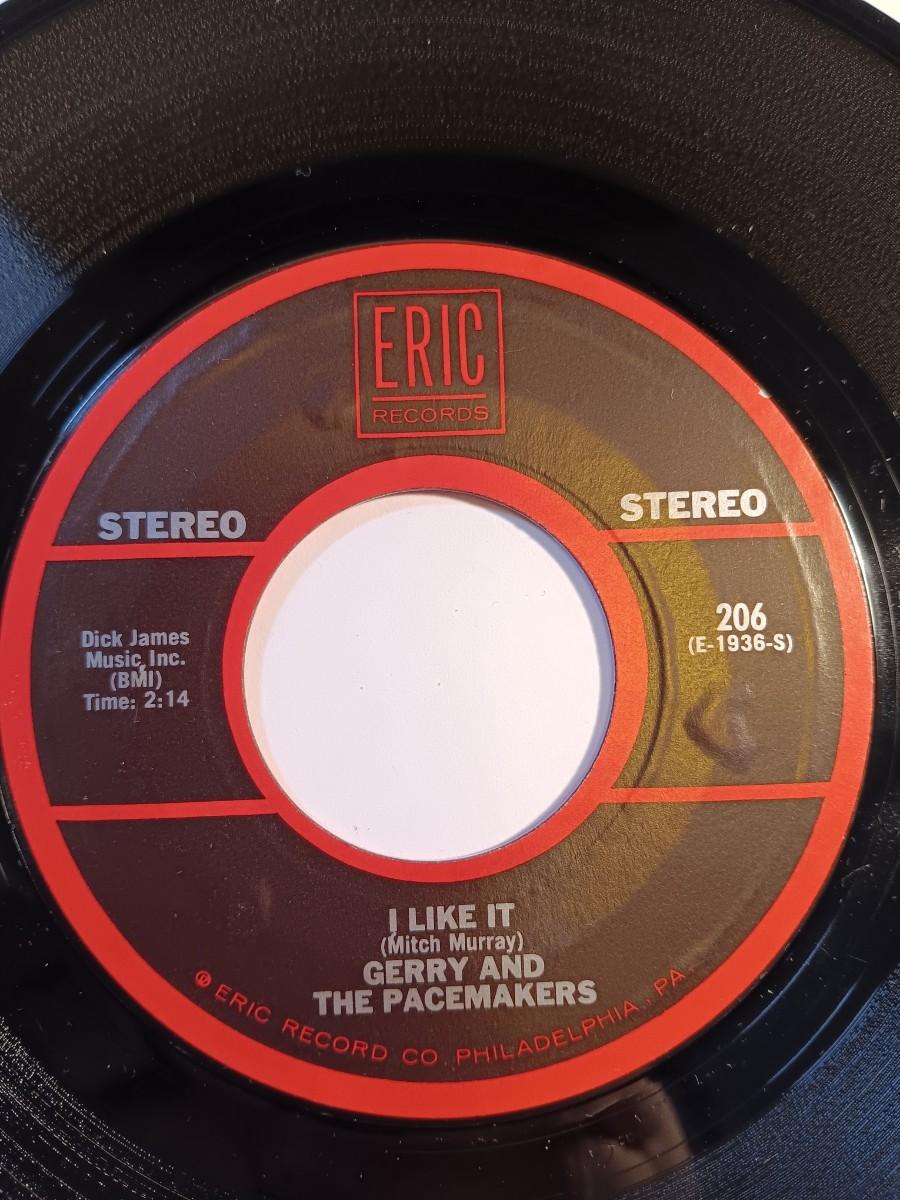 ERIC
RECORDS
STEREO
STEREO
Dick James
Music, Inc.
(BMI)
Time: 2:14
206
(E-1936-S)
I LIKE IT
(Mitch Murray)
GERRY AND
THE PACEMAKERS
℗ ERIC RECORD CO. PHILADELPHIA., PA.